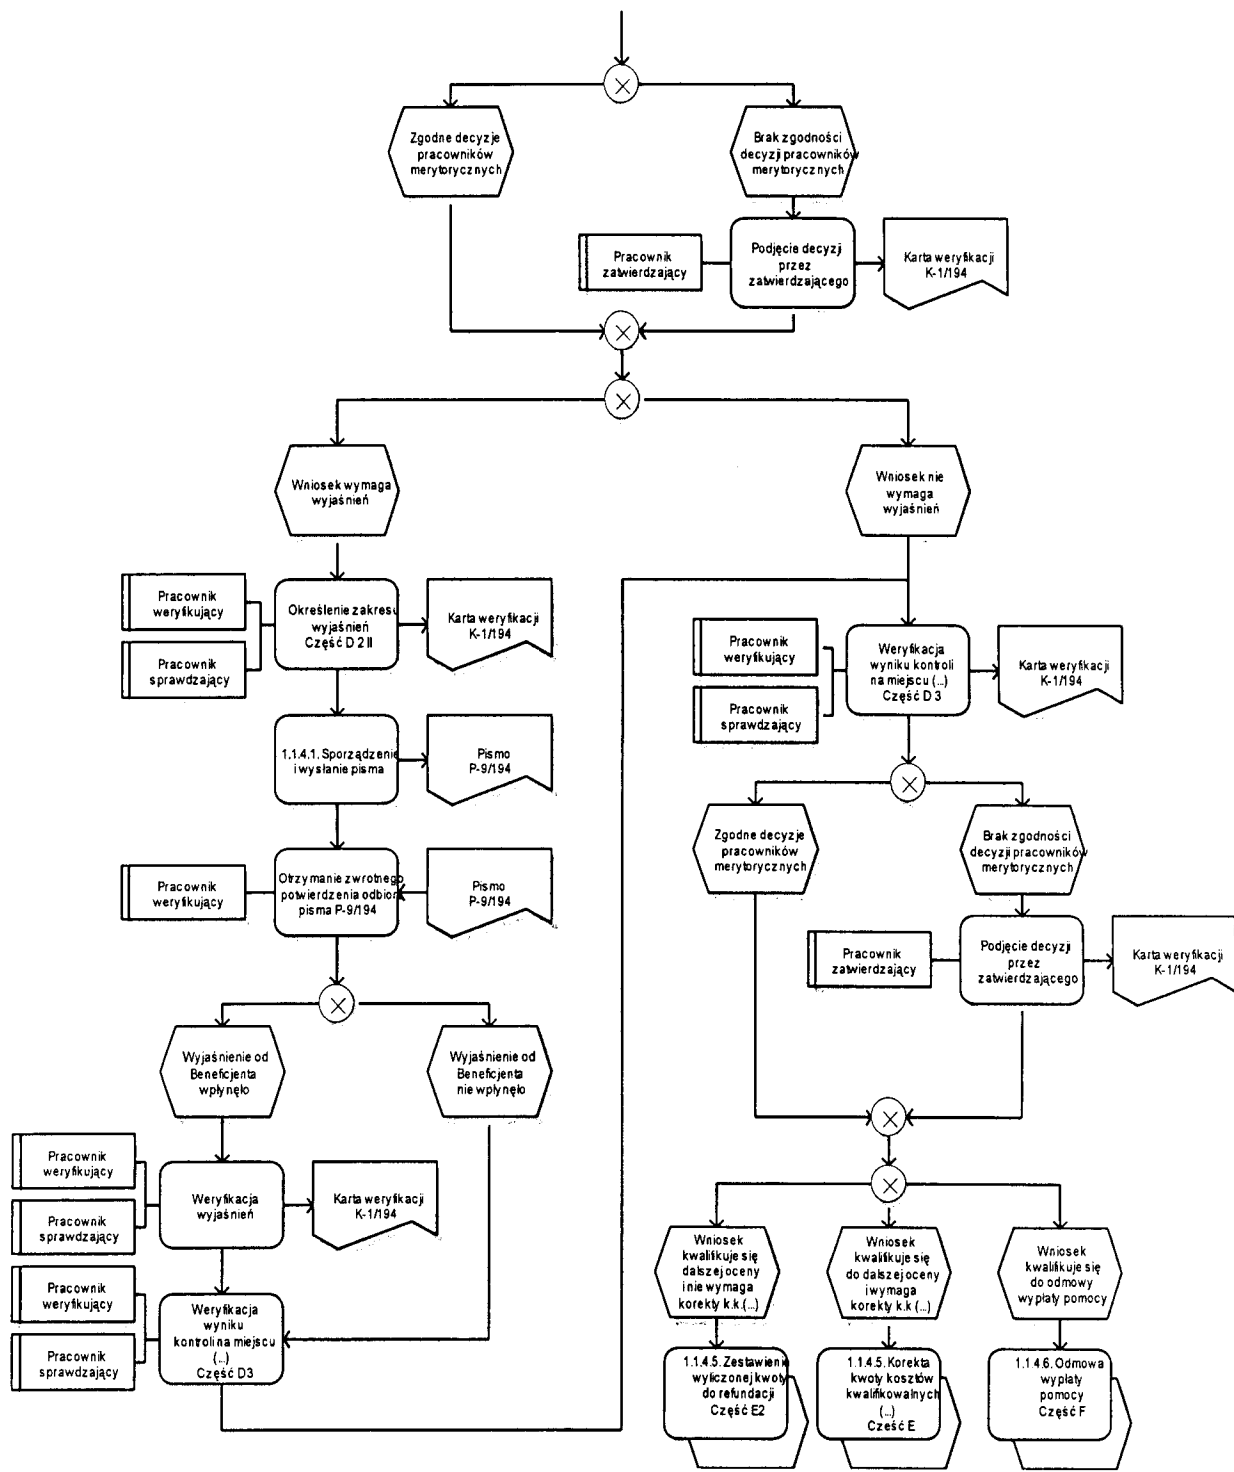 Zgodne decyzje
pracowników
merytorycznych
Brak zgodności
decyzji pracowników
merytorycznych
Pracownik
zatwierdzający
Podjęcie decyzji
przez
zatwierdzającego
Karta weryfikacji
K-1/194
Wniosek wymaga
wyjaśnień
Wniosek nie
wymaga
wyjaśnień
Pracownik
weryfikujący
Pracownik
sprawdzający
Określenie zakresu
wyjaśnień
Część D 2 II
Karta weryfikacji
K-1/194
Pracownik
weryfikujący
Pracownik
sprawdzający
Weryfikacja
wyniku kontroli
na miejscu (...)
Część D 3
Karta weryfikacji
K-1/194
1.1.4.1. Sporządzenie
i wysłanie pisma
Pismo
P-9/194
Zgodne decyzje
pracowników
merytorycznych
Brak zgodności
decyzji pracowników
merytorycznych
Pracownik
weryfikujący
Otrzymanie zwrotnego
potwierdzenia odbioru
pisma P-9/194
Pismo
P-9/194
Pracownik
zatwierdzający
Podjęcie decyzji
przez
zatwierdzającego
Karta weryfikacji
K-1/194
Wyjaśnienie od
Beneficjenta
wpłynęło
Wyjaśnienie od
Beneficjenta
nie wpłynęło
Pracownik
weryfikujący
Pracownik
sprawdzający
Weryfikacja
wyjaśnień
Karta weryfikacji
K-1/194
Pracownik
weryfikujący
Pracownik
sprawdzający
Weryfikacja
wyniku
kontroli na miejscu
(...)
Część D3
Wniosek
kwalifikuje się
dalszej oceny
i nie wymaga
korekty k.k.(...)
Wniosek
kwalifikuje się
do dalszej oceny
i wymaga
korekty k.k (...)
Wniosek
kwalifikuje się
do odmowy
wypłaty pomocy
1.1.4.5. Zestawienie
wyliczonej kwoty
do refundacji
Część E2
1.1.4.5. Korekta
kwoty kosztów
kwalifikowalnych
(...)
Cześć E
1.1.4.6. Odmowa
wypłaty
pomocy
Część F